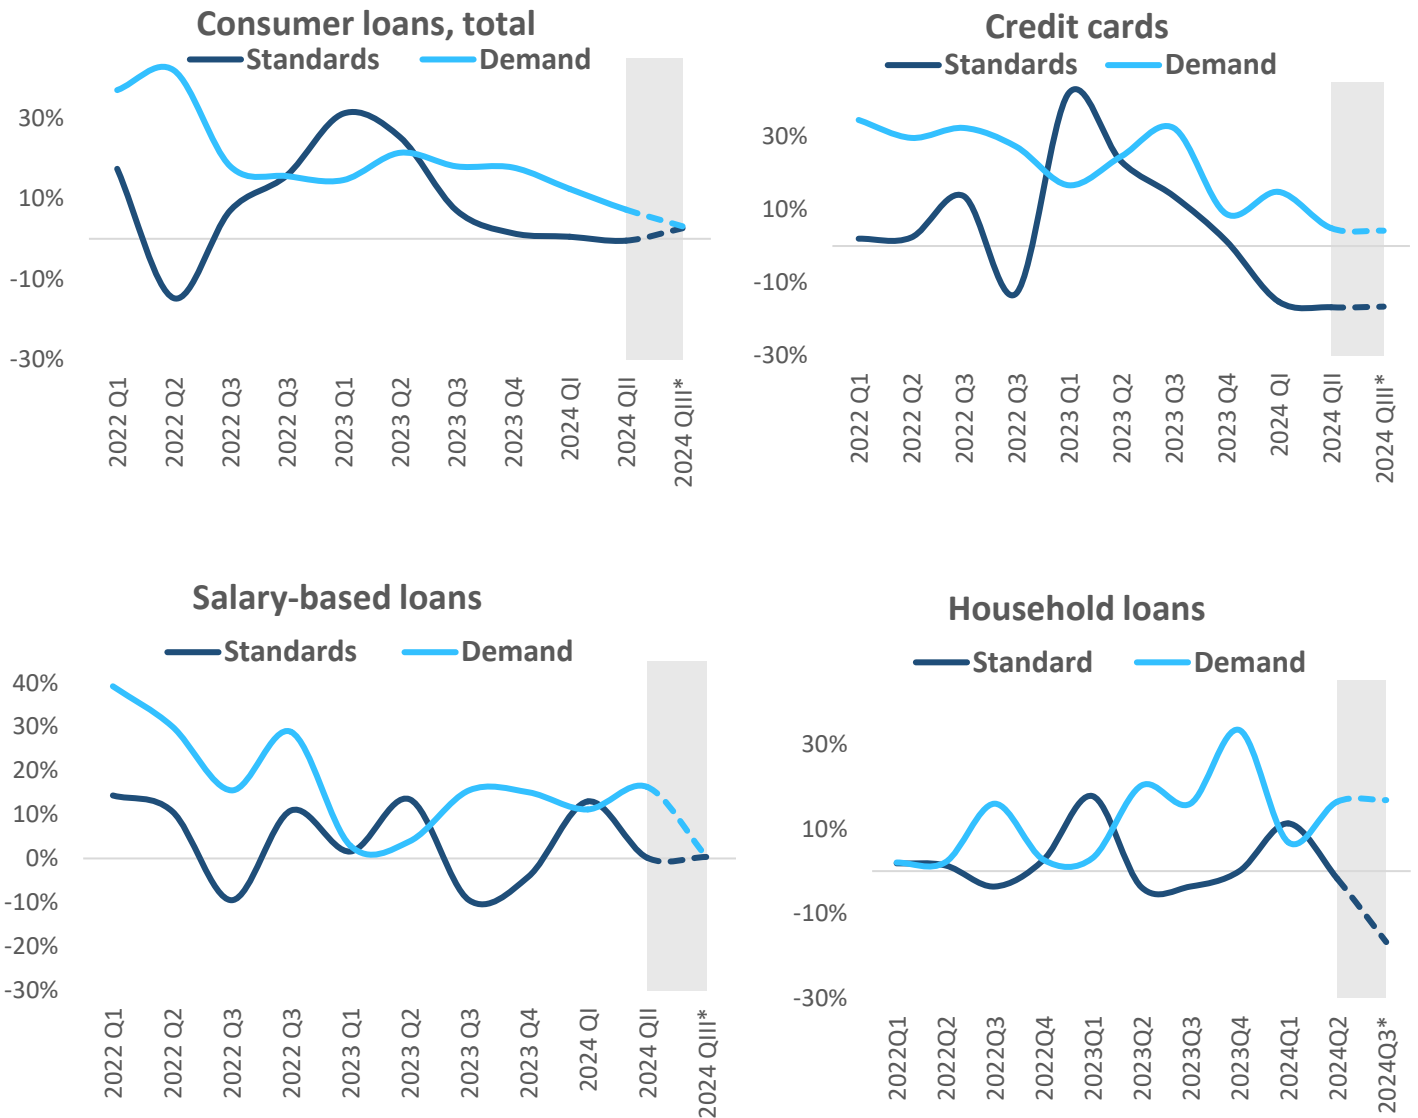 Consumer loans, total
Standards Demand
30%
10%
-10%
-30%
2022 Q1
2022 Q2
2022 Q3
2022 Q3
2023 Q1
2023 Q2
2023 Q3
2023 Q4
2024 QI
2024 QII
2024 QIII*
Credit cards
Standards Demand
30%
10%
-10%
-30%
2022 Q1
2022 Q2
2022 Q3
2022 Q3
2023 Q1
2023 Q2
2023 Q3
2023 Q4
2024 QI
2024 QII
2024 QIII*
Salary-based loans
Standards Demand
40%
30%
20%
10%
0%
-10%
-20%
-30%
2022 Q1
2022 Q2
2022 Q3
2022 Q3
2023 Q1
2023 Q2
2023 Q3
2023 Q4
2024 QI
2024 QII
2024 QIII*
Household loans
Standard Demand
30%
10%
-10%
-30%
2022Q1
2022Q2
2022Q3
2022Q4
2023Q1
2023Q2
2023Q3
2023Q4
2024Q1
2024Q2
2024Q3*